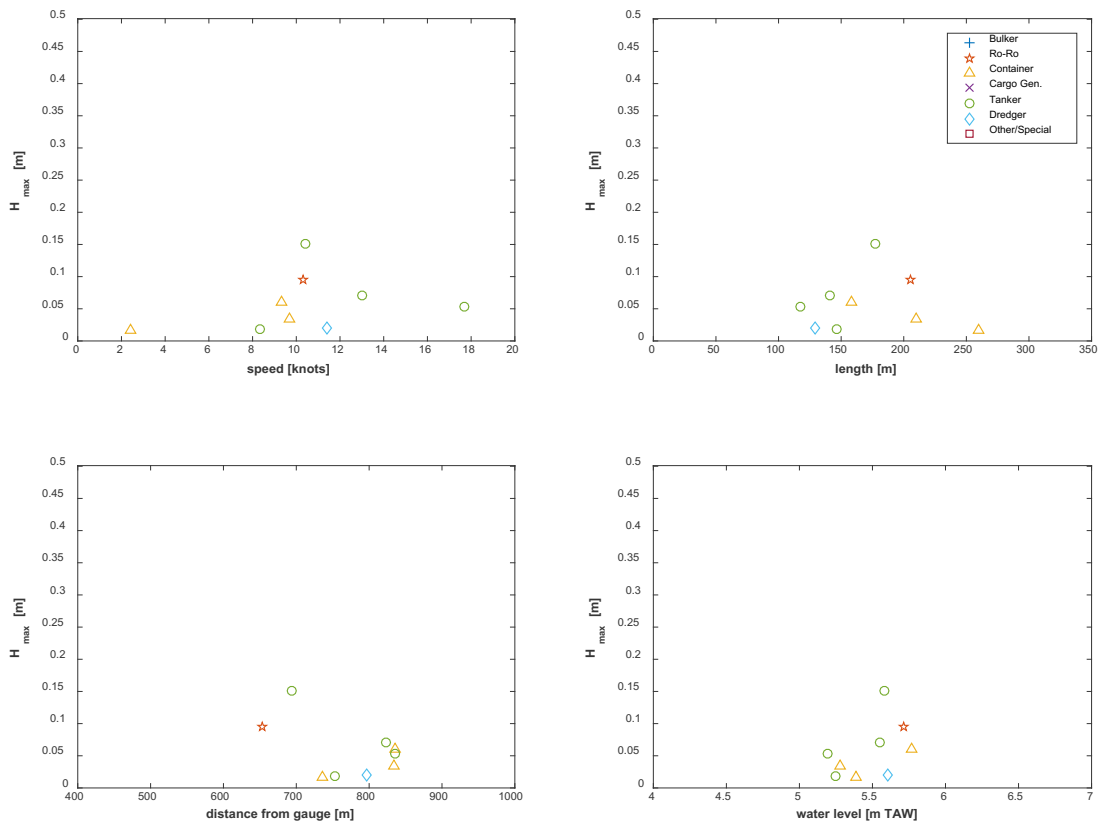 0.5
0.45
0.4
0.35
0.3
0.25
0.2
0.15
0.1
0.05
0
H max [m]
0 2 4 6 8 10 12 14 16 18 20
speed [knots]
0.5
0.45
0.4
0.35
0.3
0.25
0.2
0.15
0.1
0.05
0
H max [m]
Bulker
Ro-Ro
Container
Cargo Gen.
Tanker
Dredger
Other/Special
0 50 100 150 200 250 300 350
length [m]
0.5
0.45
0.4
0.35
0.3
0.25
0.2
0.15
0.1
0.05
0
H max [m]
400 500 600 700 800 900 1000
distance from gauge [m]
0.5
0.45
0.4
0.35
0.3
0.25
0.2
0.15
0.1
0.05
0
H max [m]
4 4.5 5 5.5 6 6.5 7
water level [m TAW]